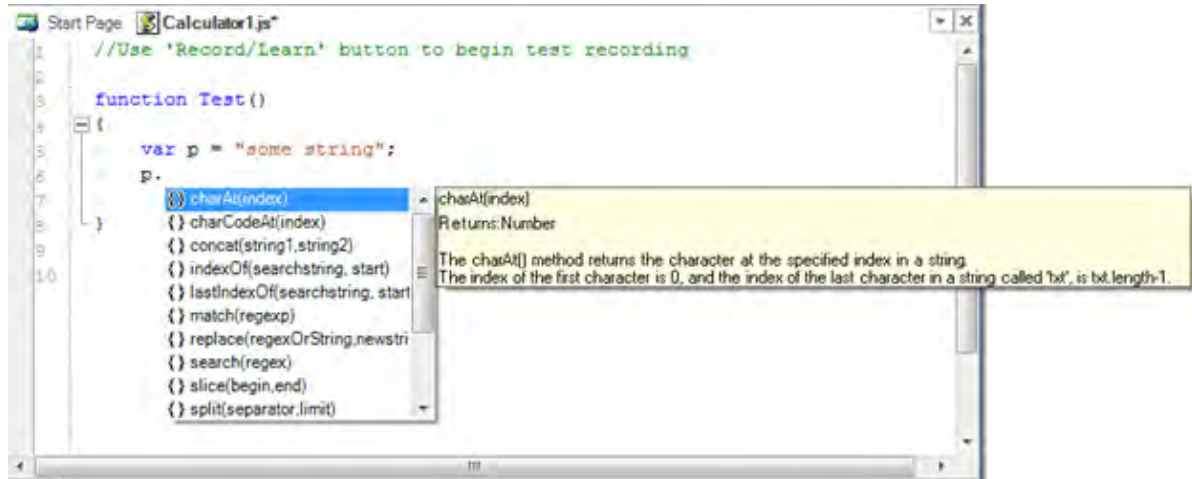 Start Page Calculator1.js*
1 //Use 'Record/Learn' button to begin test recording
2
3 function Test()
4 {
5 var p = "some string";
6 p.
7 {} charAt(index)
8 } {} charCodeAt(index)
{} concat(string1,string2)
9 {} indexOf(searchstring, start)
10 {} lastIndexOf(searchstring, start
{} match(regexp)
{} replace(regexOrString,newstri
{} search(regex)
{} slice(begin,end)
{} split(separator,limit)
charAt(index)
Returns:Number
The charAt() method returns the character at the specified index in a string.
The index of the first character is 0, and the index of the last character in a string called 'txt', is txt.length-1.